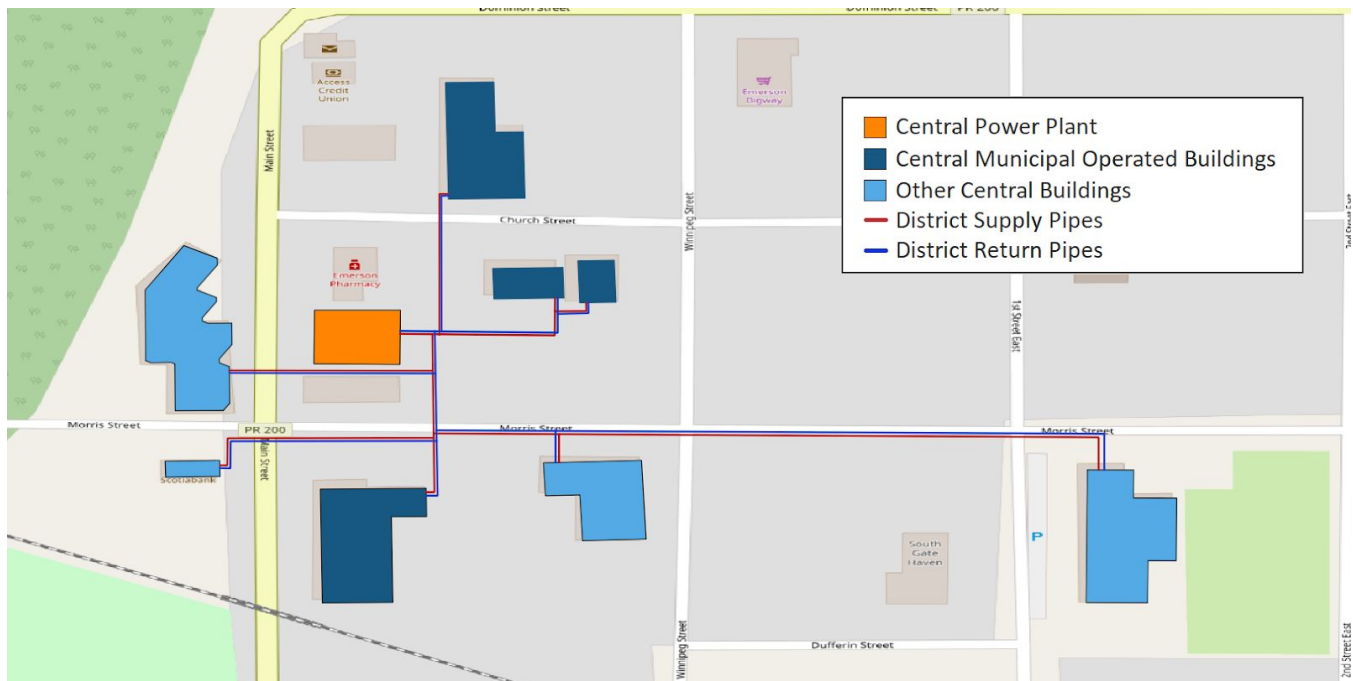 Dominion Street
Dominion Street
PR 200
Access
Credit
Union
Emerson
Bigway
Main Street
Central Power Plant
Central Municipal Operated Buildings
Other Central Buildings
District Supply Pipes
District Return Pipes
Church Street
Winnipeg Street
2nd Street East
Emerson
Pharmacy
1st Street East
Morris Street
PR 200
Morris Street
Morris Street
Main Street
Scotiabank
P
South
Gate
Haven
Dufferin Street
Winnipeg Street
2nd Street East